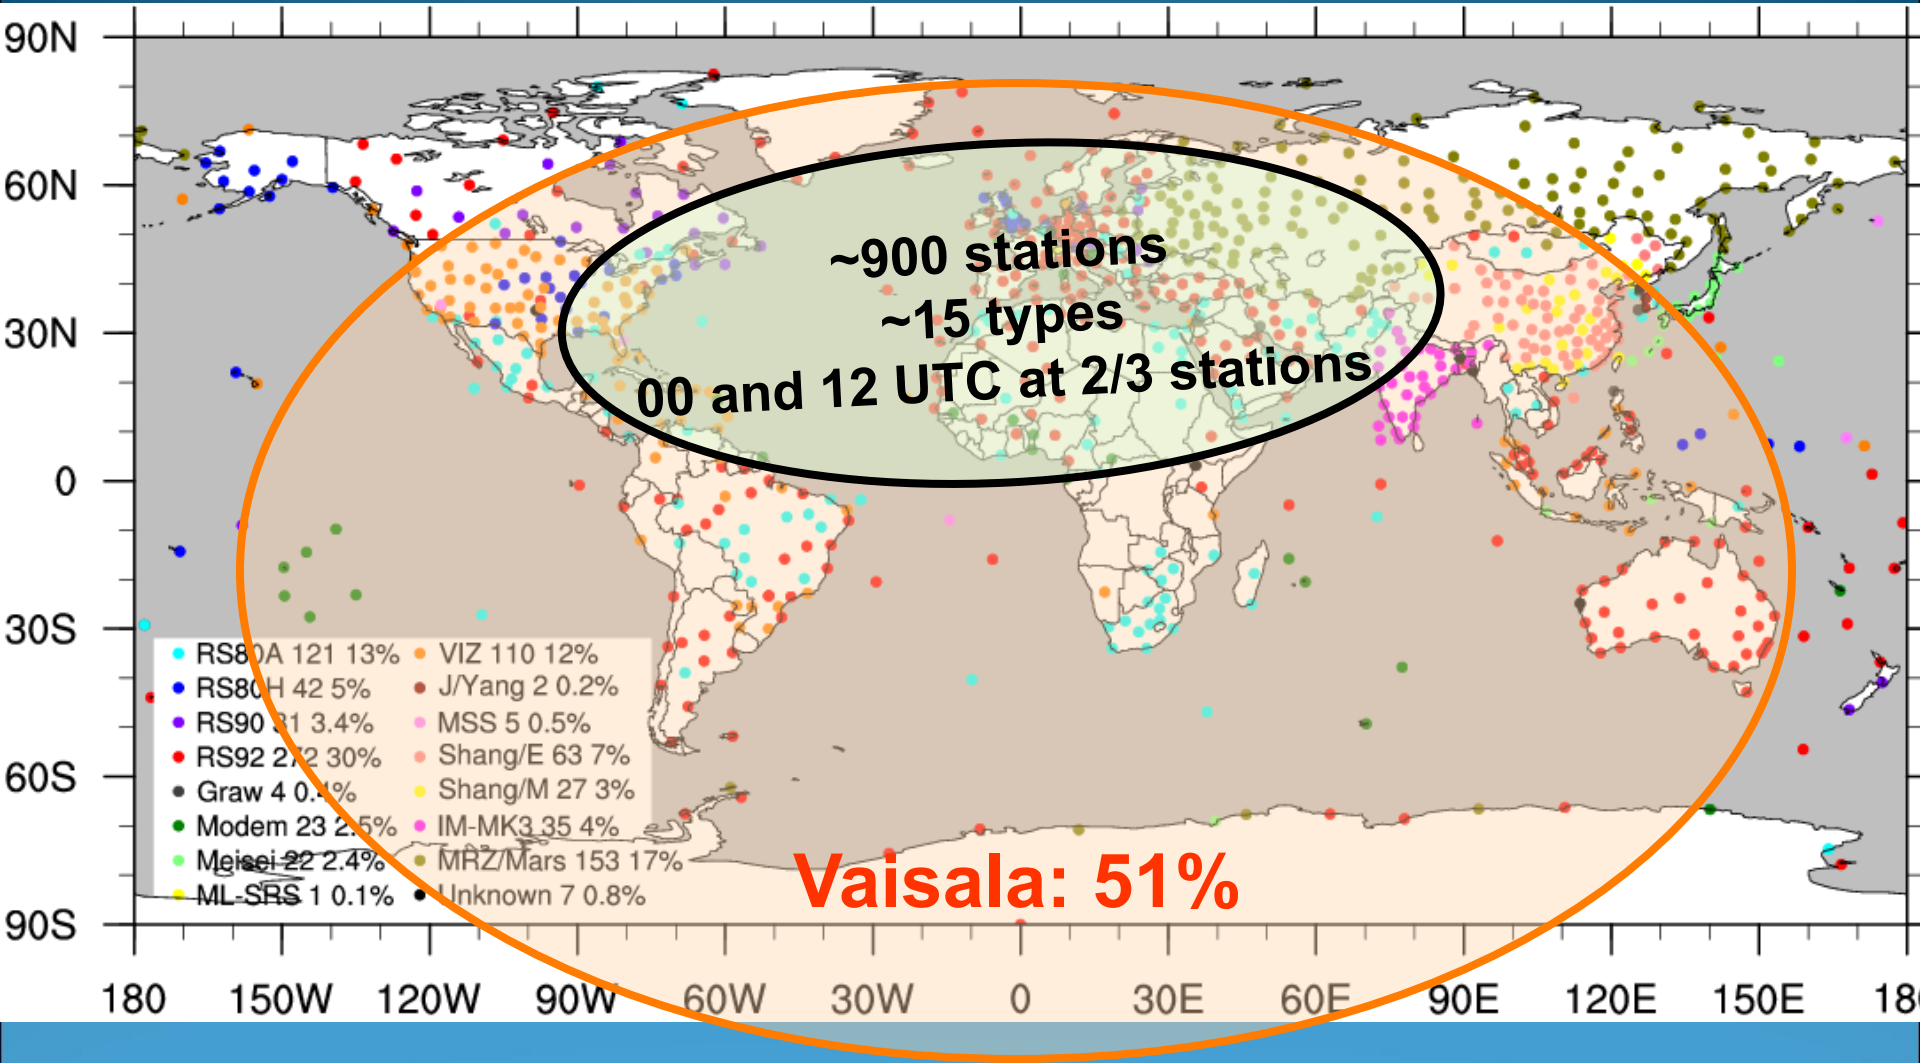 90N
60N
30N
0
30S
60S
90S
~900 stations
~15 types
00 and 12 UTC at 2/3 stations
RS80A 121 13%
RS80H 42 5%
RS90 31 3.4%
RS92 272 30%
Graw 4 0.4%
Modem 23 2.5%
Meisei 22 2.4%
ML-SRS 1 0.1%
VIZ 110 12%
J/Yang 2 0.2%
MSS 5 0.5%
Shang/E 63 7%
Shang/M 27 3%
IM-MK3 35 4%
MRZ/Mars 153 17%
Unknown 7 0.8%
Vaisala: 51%
180 150W 120W 90W 60W 30W 0 30E 60E 90E 120E 150E 18